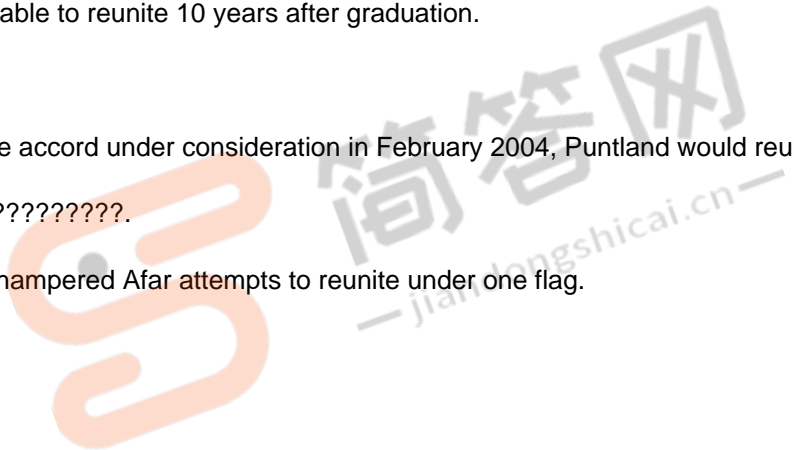 able to reunite 10 years after graduation.
e accord under consideration in February 2004, Puntland would reu
?????????.
hampered Afar attempts to reunite under one flag.
简答网
jiandongshicai.cn